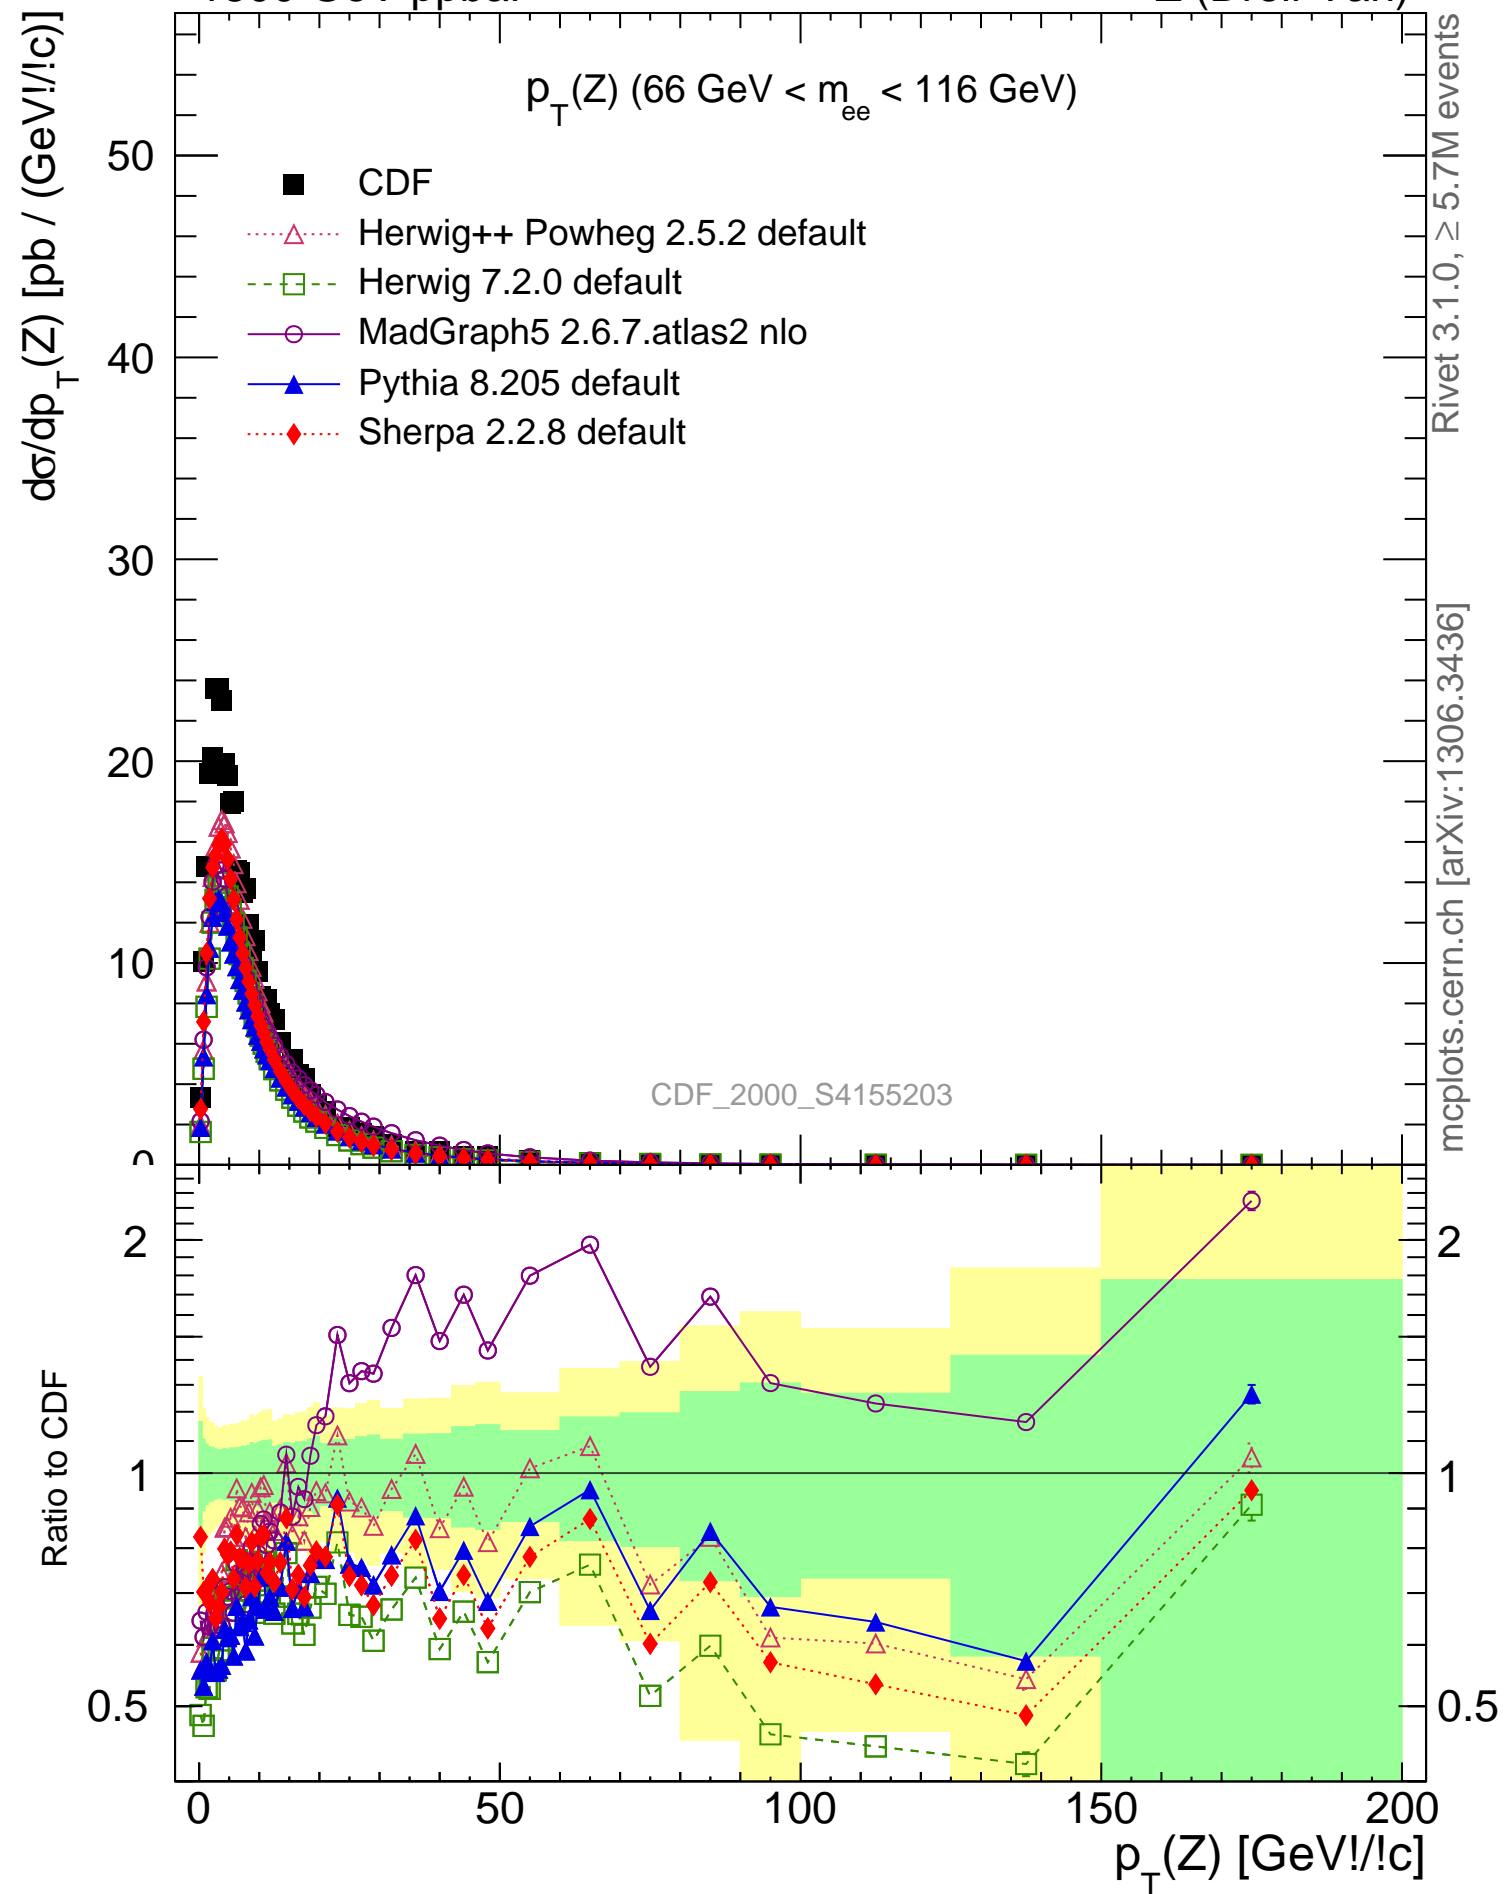 p_T(Z) (66 GeV < m_ee < 116 GeV)
dσ/dp_T(Z) [pb / (GeV!/!c)]
50
40
30
20
10
0
CDF
Herwig++ Powheg 2.5.2 default
Herwig 7.2.0 default
MadGraph5 2.6.7.atlas2 nlo
Pythia 8.205 default
Sherpa 2.2.8 default
CDF_2000_S4155203
Rivet 3.1.0, ≥ 5.7M events
mcplots.cern.ch [arXiv:1306.3436]
Ratio to CDF
2
1
0.5
2
1
0.5
0
50
100
150
200
p_T(Z) [GeV!/!c]